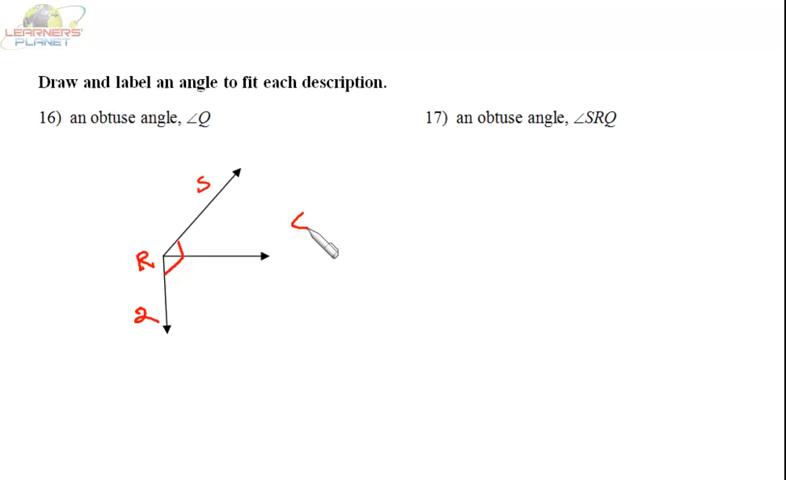 LEARNERS'
PLANET
Draw and label an angle to fit each description.
16) an obtuse angle, ∠Q
17) an obtuse angle, ∠SRQ
S
R
2